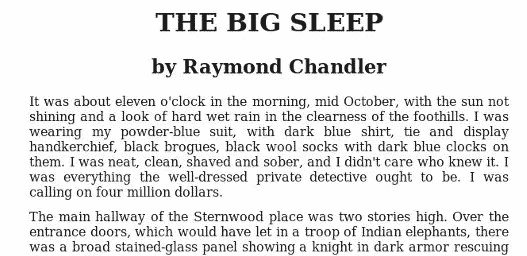 THE BIG SLEEP
by Raymond Chandler
It was about eleven o'clock in the morning, mid October, with the sun not
shining and a look of hard wet rain in the clearness of the foothills. I was
wearing my powder-blue suit, with dark blue shirt, tie and display
handkerchief, black brogues, black wool socks with dark blue clocks on
them. I was neat, clean, shaved and sober, and I didn't care who knew it. I
was everything the well-dressed private detective ought to be. I was
calling on four million dollars.
The main hallway of the Sternwood place was two stories high. Over the
entrance doors, which would have let in a troop of Indian elephants, there
was a broad stained-glass panel showing a knight in dark armor rescuing